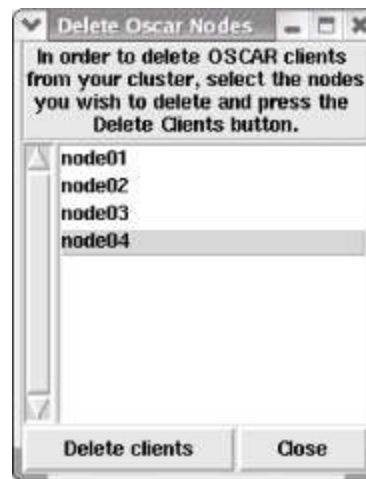 Delete Oscar Nodes
In order to delete OSCAR clients
from your cluster, select the nodes
you wish to delete and press the
Delete Clients button.
node01
node02
node03
node04
Delete clients Close